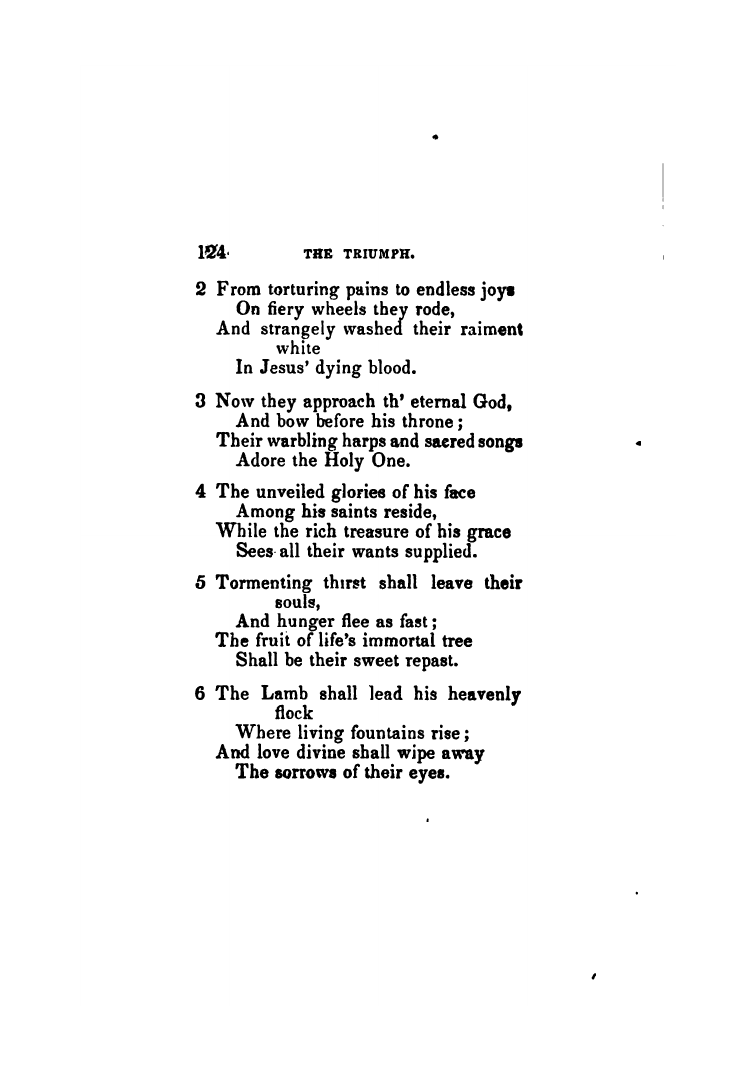 124 THE TRIUMPH.
2 From torturing pains to endless joys
On fiery wheels they rode,
And strangely washed their raiment
white
In Jesus' dying blood.
3 Now they approach th' eternal God,
And bow before his throne;
Their warbling harps and sacred songs
Adore the Holy One.
4 The unveiled glories of his face
Among his saints reside,
While the rich treasure of his grace
Sees all their wants supplied.
5 Tormenting thirst shall leave their
souls,
And hunger flee as fast;
The fruit of life's immortal tree
Shall be their sweet repast.
6 The Lamb shall lead his heavenly
flock
Where living fountains rise;
And love divine shall wipe away
The sorrows of their eyes.